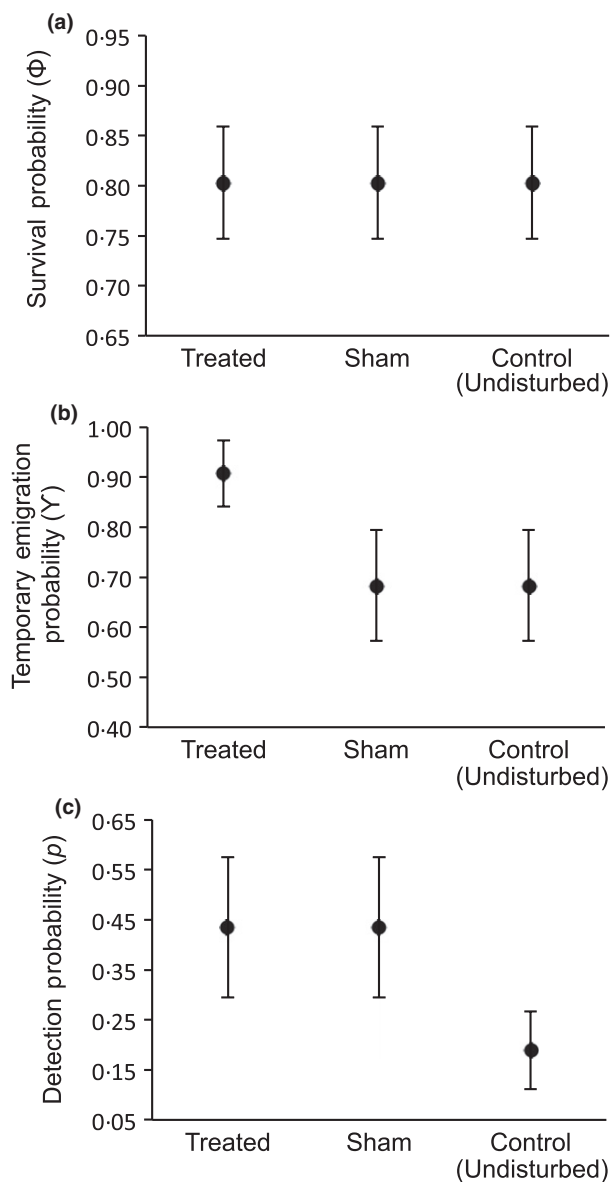 (a)
Survival probability (Φ)
0·95
0·90
0·85
0·80
0·75
0·70
0·65
Treated
Sham
Control
(Undisturbed)
(b)
Temporary emigration
probability (ϒ)
1·00
0·90
0·80
0·70
0·60
0·50
0·40
Treated
Sham
Control
(Undisturbed)
(c)
Detection probability (p)
0·65
0·55
0·45
0·35
0·25
0·15
0·05
Treated
Sham
Control
(Undisturbed)